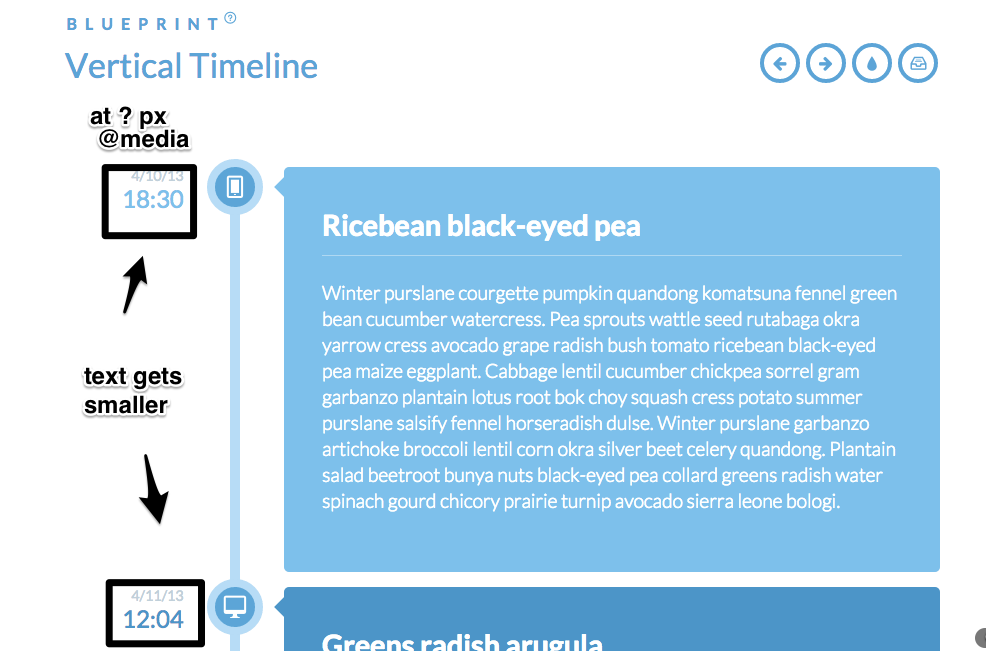 BLUEPRINT?
Vertical Timeline
at ? px
@media
4/10/13
18:30
Ricebean black-eyed pea
Winter purslane courgette pumpkin quandong komatsuna fennel green
bean cucumber watercress. Pea sprouts wattle seed rutabaga okra
yarrow cress avocado grape radish bush tomato ricebean black-eyed
pea maize eggplant. Cabbage lentil cucumber chickpea sorrel gram
garbanzo plantain lotus root bok choy squash cress potato summer
purslane salsify fennel horseradish dulse. Winter purslane garbanzo
artichoke broccoli lentil corn okra silver beet celery quandong. Plantain
salad beetroot bunya nuts black-eyed pea collard greens radish water
spinach gourd chicory prairie turnip avocado sierra leone bologi.
text gets
smaller
4/11/13
12:04
Greens radish arugula